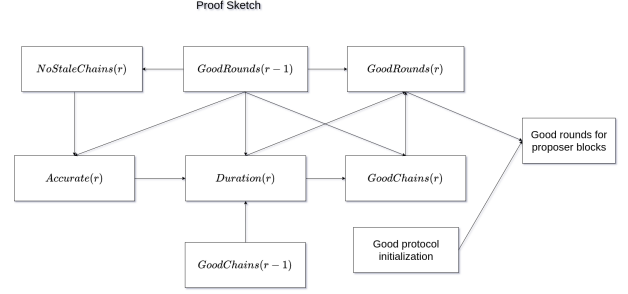 Proof Sketch
NoStaleChains(r)
GoodRounds(r − 1)
GoodRounds(r)
Good rounds for
proposer blocks
Accurate(r)
Duration(r)
GoodChains(r)
Good protocol
initialization
GoodChains(r − 1)